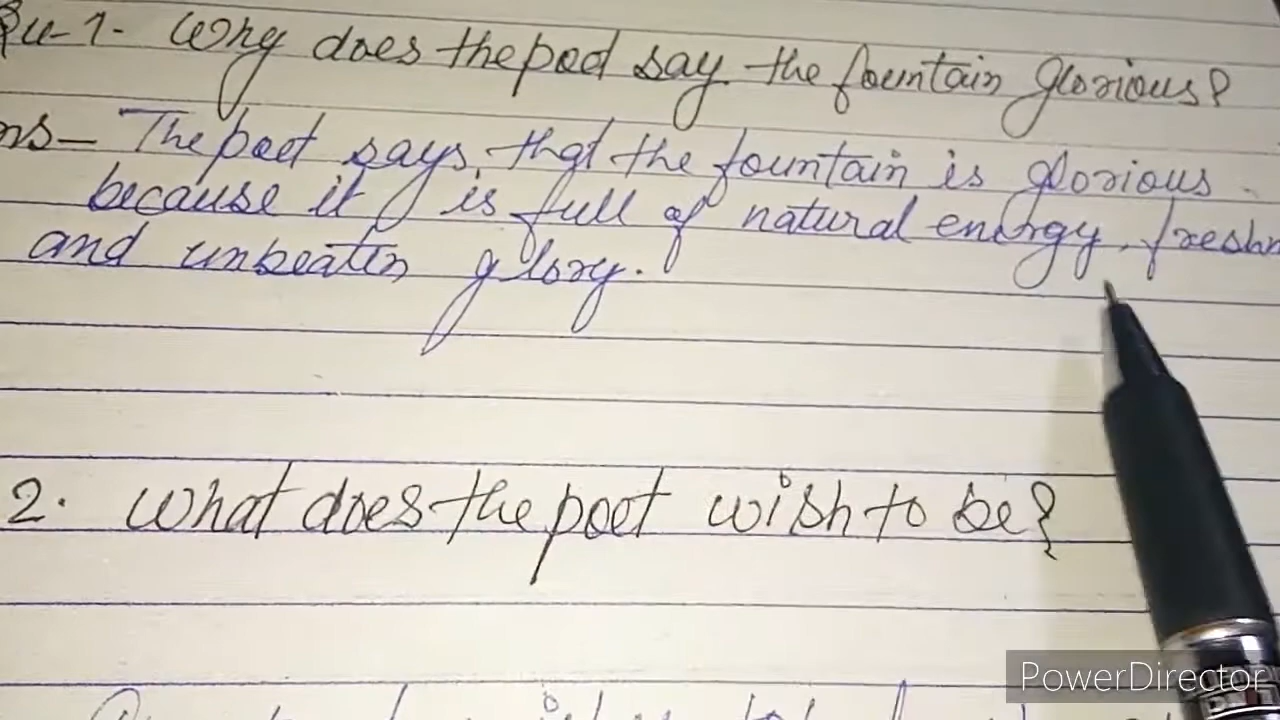 Qu-1. Why does the poet say the fountain glorious?
Ans- The poet says that the fountain is glorious
because it is full of natural energy, freshn
and unbeaten glory.
2. What does the poet wish to be?
PowerDirector